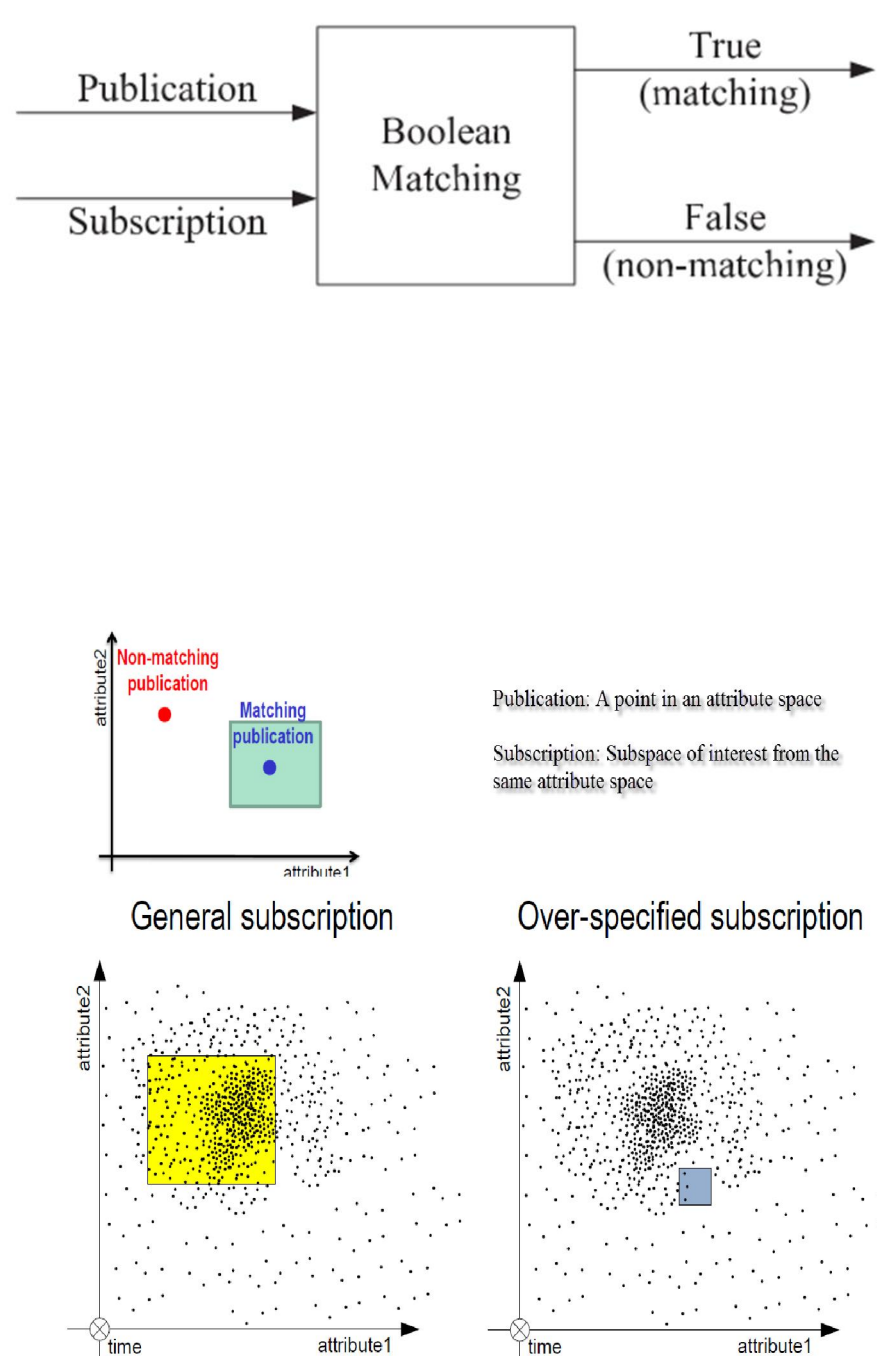 Publication
Subscription
Boolean
Matching
True
(matching)
False
(non-matching)
attribute2
Non-matching
publication
Matching
publication
attribute1
Publication: A point in an attribute space
Subscription: Subspace of interest from the
same attribute space
General subscription
attribute2
time
attribute1
Over-specified subscription
attribute2
time
attribute1